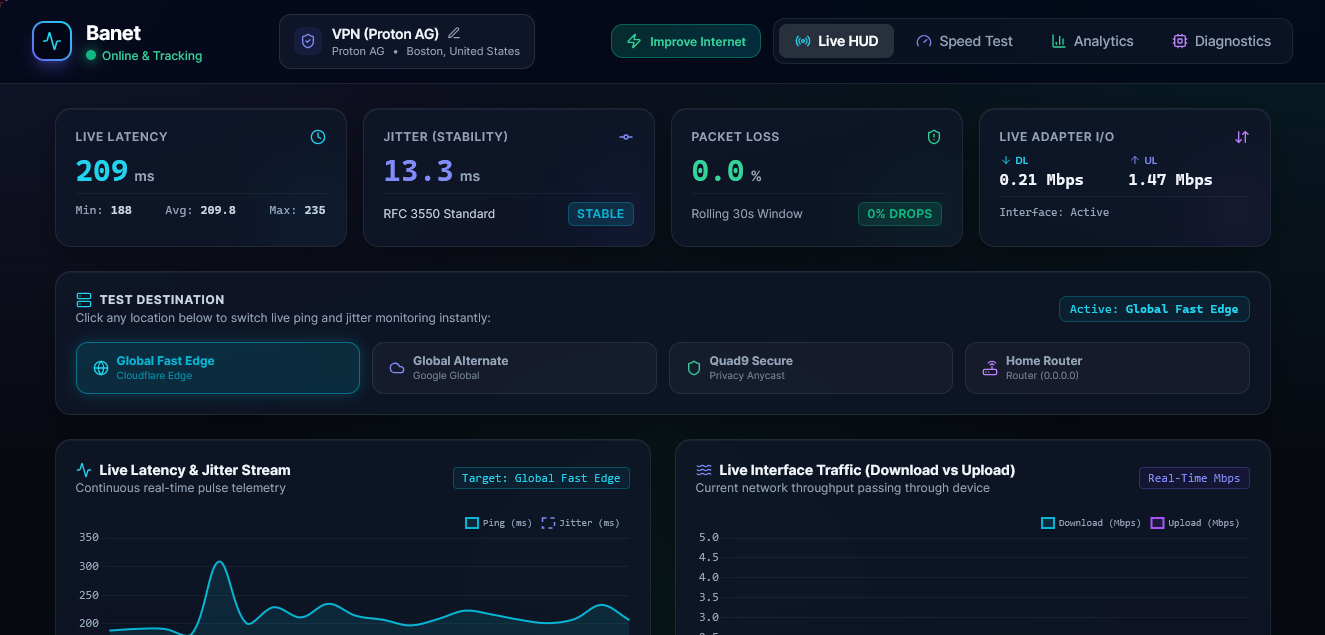 Banet
Online & Tracking
VPN (Proton AG)
Proton AG • Boston, United States
Improve Internet
Live HUD
Speed Test
Analytics
Diagnostics
LIVE LATENCY
209 ms
Min: 188 Avg: 209.8 Max: 235
JITTER (STABILITY)
13.3 ms
RFC 3550 Standard STABLE
PACKET LOSS
0.0 %
Rolling 30s Window 0% DROPS
LIVE ADAPTER I/O
↓ DL ↑ UL
0.21 Mbps 1.47 Mbps
Interface: Active
TEST DESTINATION
Click any location below to switch live ping and jitter monitoring instantly:
Active: Global Fast Edge
Global Fast Edge
Cloudflare Edge
Global Alternate
Google Global
Quad9 Secure
Privacy Anycast
Home Router
Router (0.0.0.0)
Live Latency & Jitter Stream
Continuous real-time pulse telemetry
Target: Global Fast Edge
Ping (ms) Jitter (ms)
350
300
250
200
Live Interface Traffic (Download vs Upload)
Current network throughput passing through device
Real-Time Mbps
Download (Mbps) Upload (Mbps)
5.0
4.5
4.0
3.5
3.0